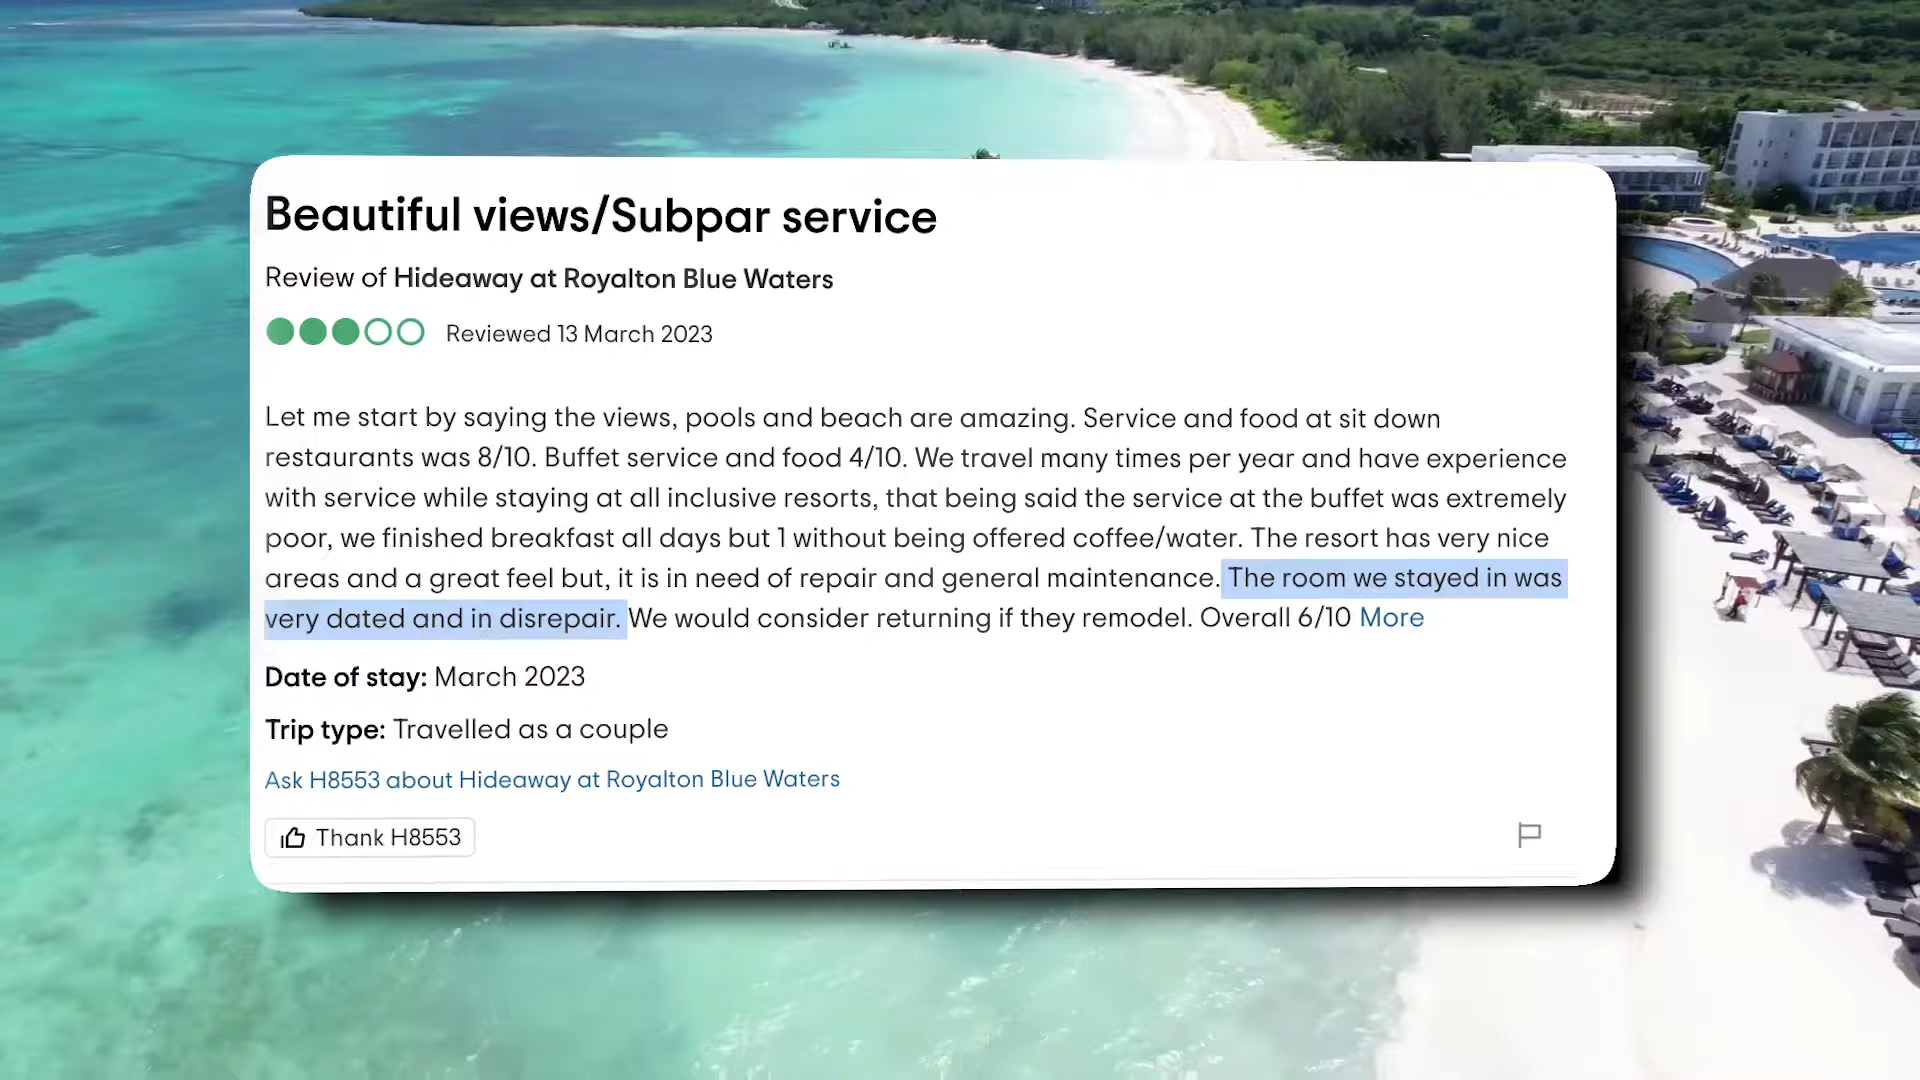 Beautiful views/Subpar service
Review of Hideaway at Royalton Blue Waters
Reviewed 13 March 2023
Let me start by saying the views, pools and beach are amazing. Service and food at sit down
restaurants was 8/10. Buffet service and food 4/10. We travel many times per year and have experience
with service while staying at all inclusive resorts, that being said the service at the buffet was extremely
poor, we finished breakfast all days but 1 without being offered coffee/water. The resort has very nice
areas and a great feel but, it is in need of repair and general maintenance. The room we stayed in was
very dated and in disrepair. We would consider returning if they remodel. Overall 6/10 More
Date of stay: March 2023
Trip type: Travelled as a couple
Ask H8553 about Hideaway at Royalton Blue Waters
Thank H8553